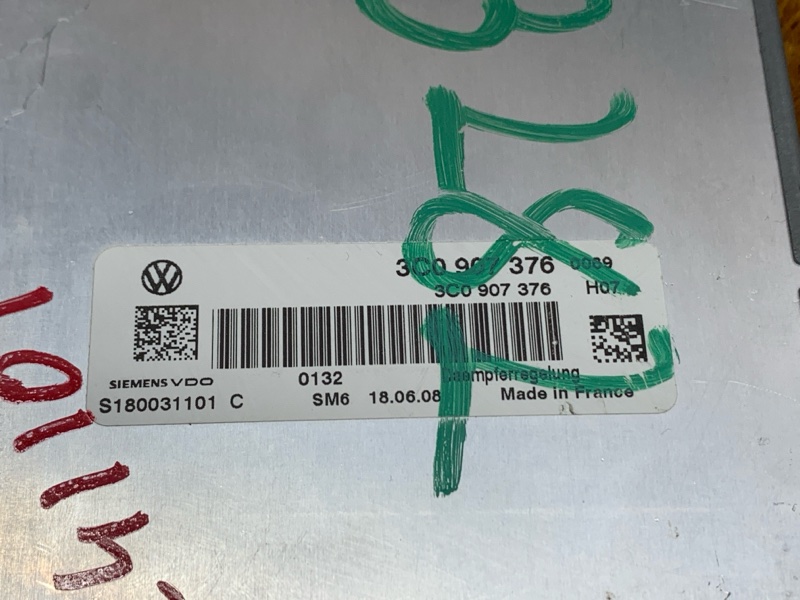 3C0 907 376 0069
3C0 907 376 H07
SIEMENS VDO 0132 Daempferregelung
S180031101 C SM6 18.06.08 Made in France